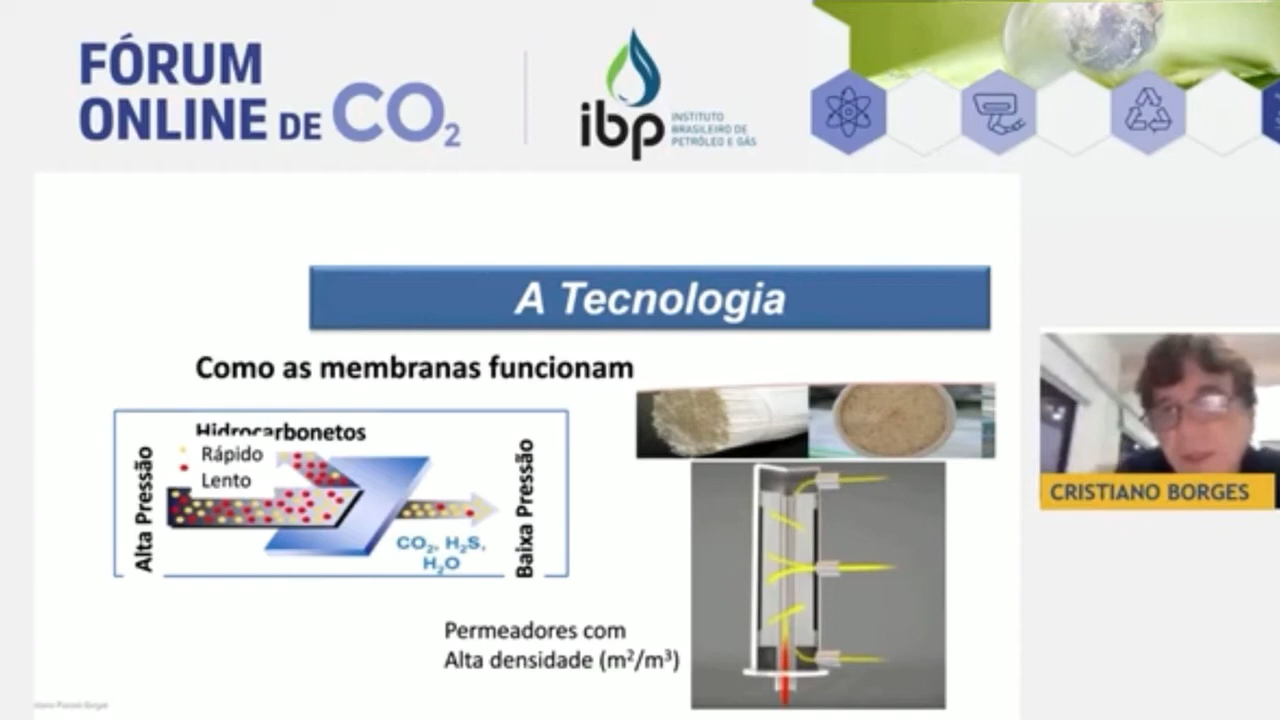 FÓRUM
ONLINE DE CO₂
ibp
INSTITUTO
BRASILEIRO DE
PETRÓLEO E GÁS
A Tecnologia
Como as membranas funcionam
Hidrocarbonetos
Rápido
Lento
Alta Pressão
Baixa Pressão
CO₂, H₂S,
H₂O
CRISTIANO BORGES
Permeadores com
Alta densidade (m²/m³)